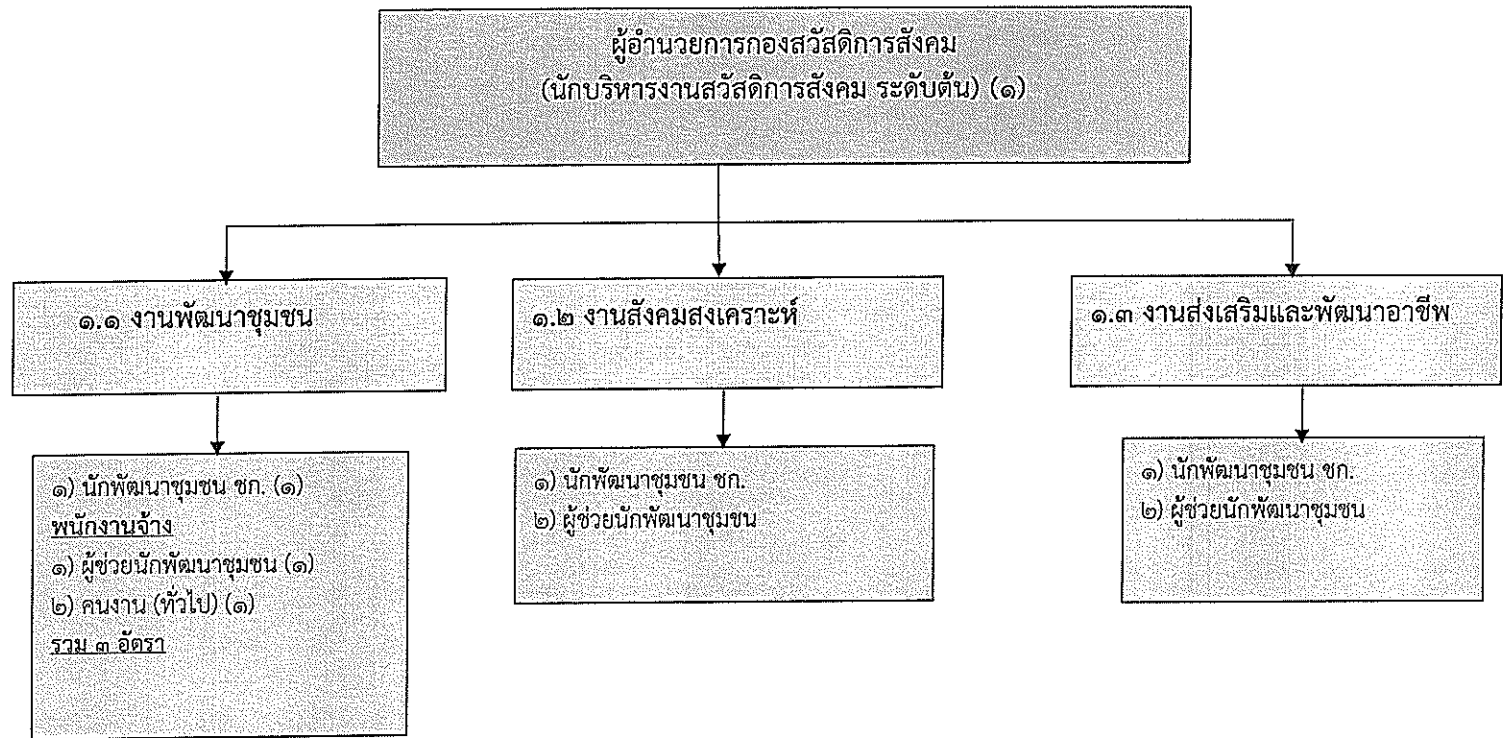 ผู้อำนวยการกองสวัสดิการสังคม
(นักบริหารงานสวัสดิการสังคม ระดับต้น) (๑)
๑.๑ งานพัฒนาชุมชน
๑.๒ งานสังคมสงเคราะห์
๑.๓ งานส่งเสริมและพัฒนาอาชีพ
๑) นักพัฒนาชุมชน ชก. (๑)
พนักงานจ้าง
๑) ผู้ช่วยนักพัฒนาชุมชน (๑)
๒) คนงาน (ทั่วไป) (๑)
รวม ๓ อัตรา
๑) นักพัฒนาชุมชน ชก.
๒) ผู้ช่วยนักพัฒนาชุมชน
๑) นักพัฒนาชุมชน ชก.
๒) ผู้ช่วยนักพัฒนาชุมชน